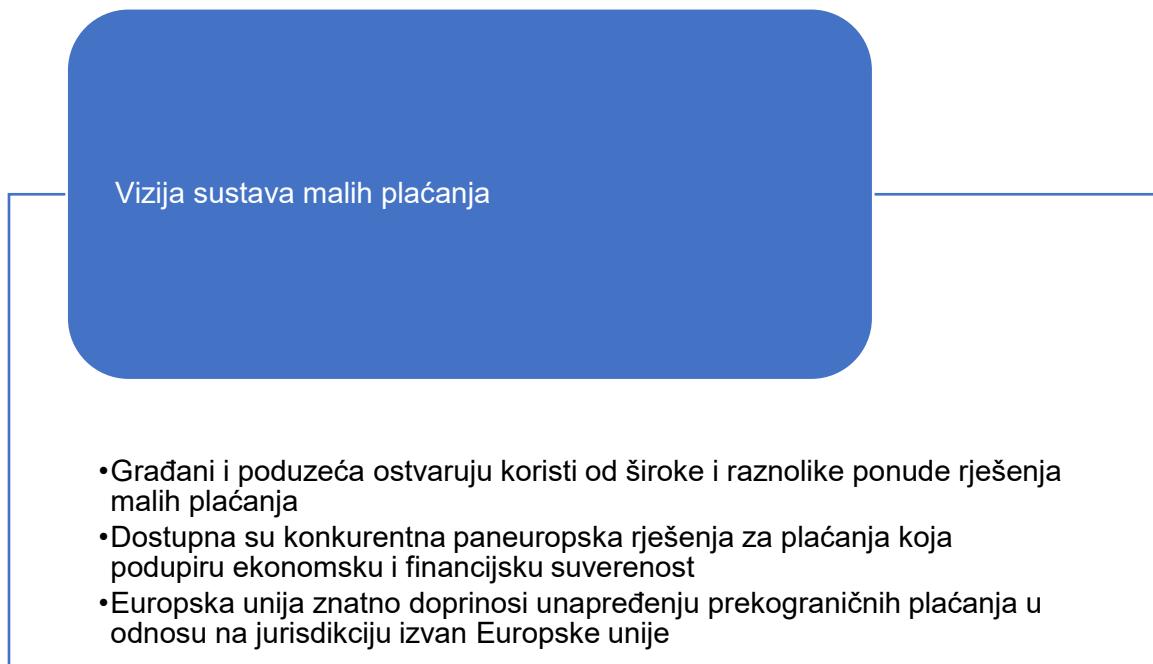 Vizija sustava malih plaćanja
•Građani i poduzeća ostvaruju koristi od široke i raznolike ponude rješenja
malih plaćanja
•Dostupna su konkurentna paneuropska rješenja za plaćanja koja
podupiru ekonomsku i financijsku suverenost
•Europska unija znatno doprinosi unapređenju prekograničnih plaćanja u
odnosu na jurisdikciju izvan Europske unije